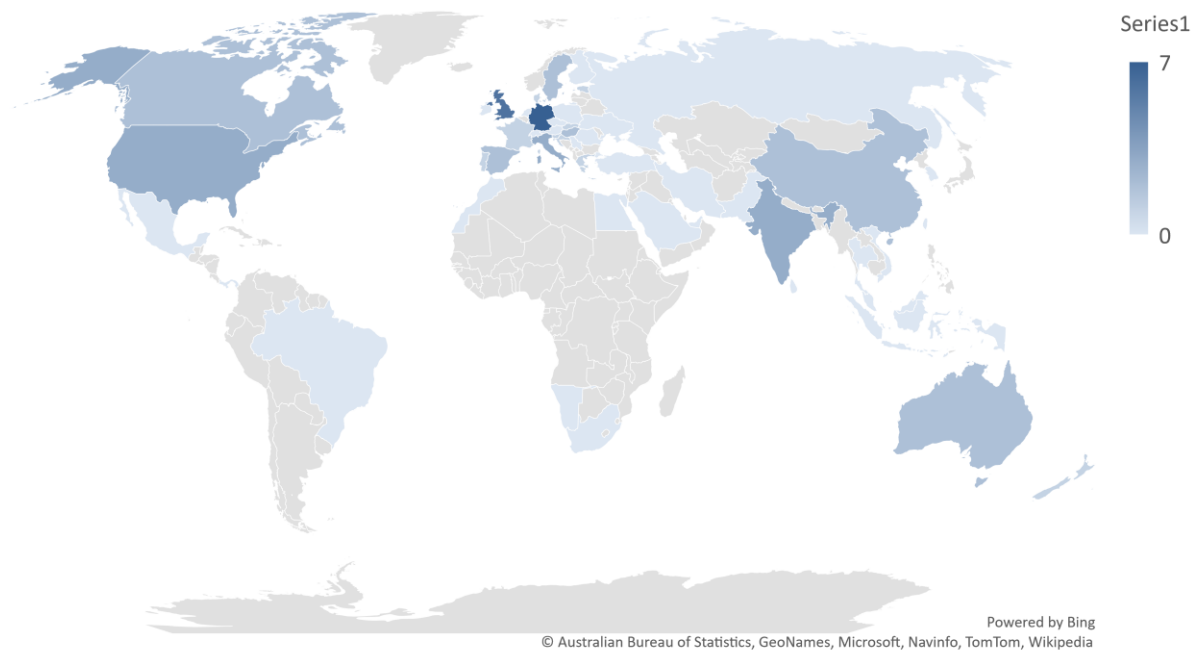 Series1
7
0
Powered by Bing
© Australian Bureau of Statistics, GeoNames, Microsoft, Navinfo, TomTom, Wikipedia